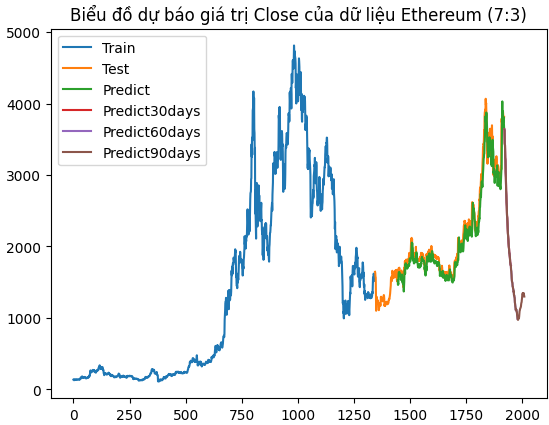 Biểu đồ dự báo giá trị Close của dữ liệu Ethereum (7:3)
5000
4000
3000
2000
1000
0
Train
Test
Predict
Predict30days
Predict60days
Predict90days
0 250 500 750 1000 1250 1500 1750 2000